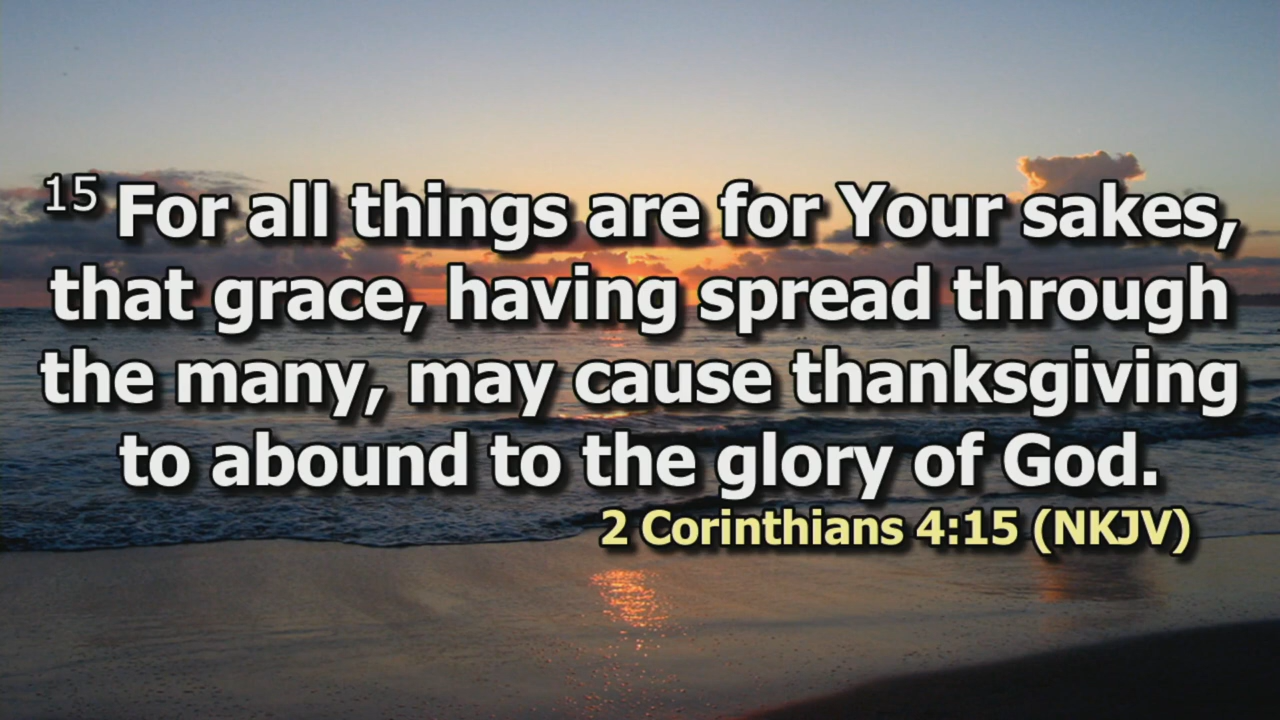 15 For all things are for Your sakes,
that grace, having spread through
the many, may cause thanksgiving
to abound to the glory of God.
2 Corinthians 4:15 (NKJV)